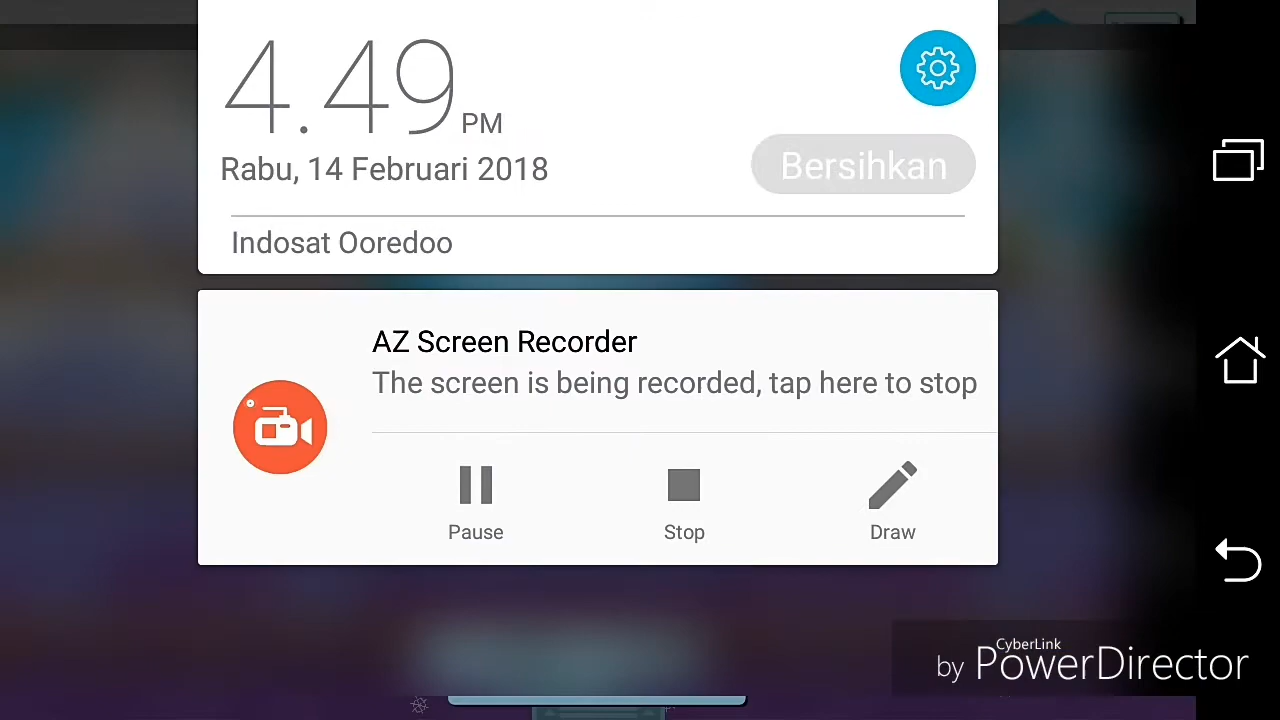 4.49 PM
Rabu, 14 Februari 2018
Bersihkan
Indosat Ooredoo
AZ Screen Recorder
The screen is being recorded, tap here to stop
Pause
Stop
Draw
CyberLink
by PowerDirector